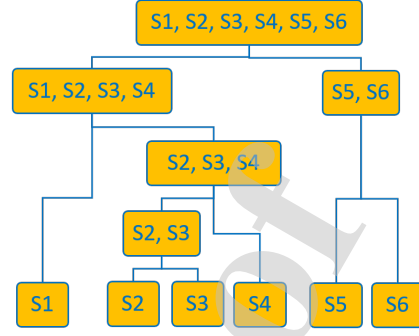 S1, S2, S3, S4, S5, S6
S1, S2, S3, S4
S5, S6
S2, S3, S4
S2, S3
S1
S2
S3
S4
S5
S6
of